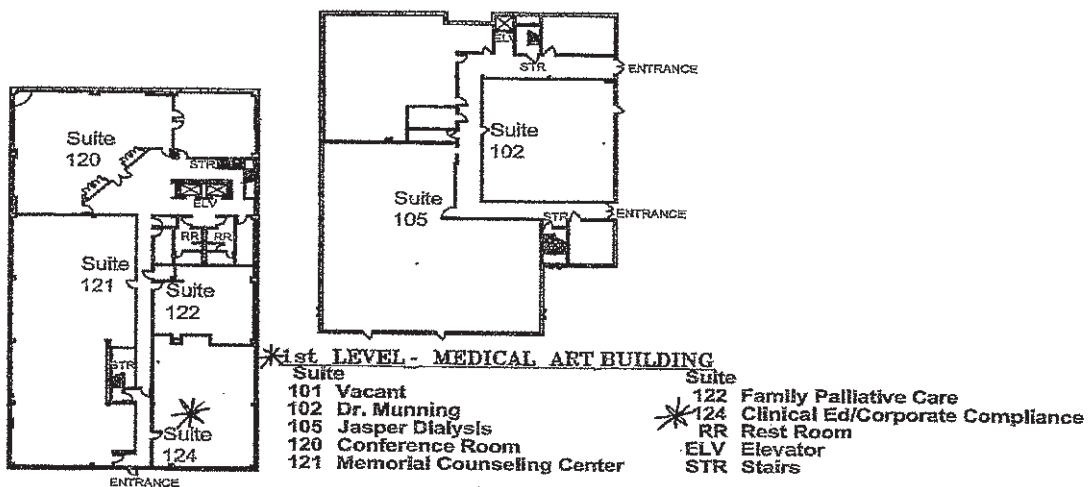 ELV
STR
ENTRANCE
Suite
102
Suite
105
STR
ENTRANCE
Suite
120
STR
ELV
RR RR
Suite
121
Suite
122
STR
Suite
124
ENTRANCE
1st LEVEL - MEDICAL ART BUILDING
Suite
101 Vacant
102 Dr. Munning
105 Jasper Dialysis
120 Conference Room
121 Memorial Counseling Center
Suite
122 Family Palliative Care
124 Clinical Ed/Corporate Compliance
RR Rest Room
ELV Elevator
STR Stairs